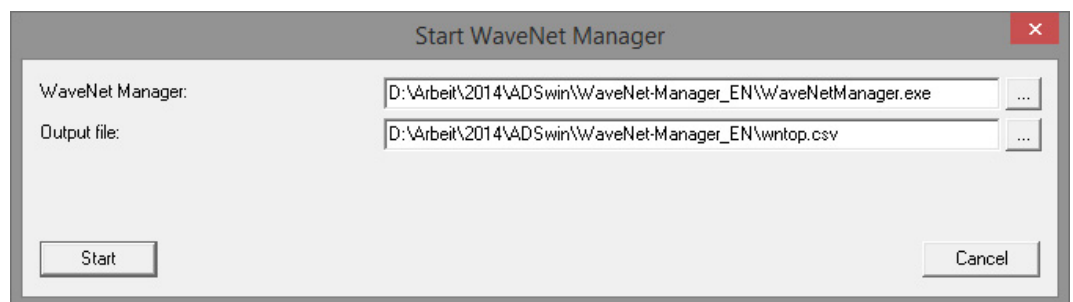 Start WaveNet Manager
WaveNet Manager: D:\Arbeit\2014\ADSwin\WaveNet-Manager_EN\WaveNetManager.exe ...
Output file: D:\Arbeit\2014\ADSwin\WaveNet-Manager_EN\wntop.csv ...
Start Cancel